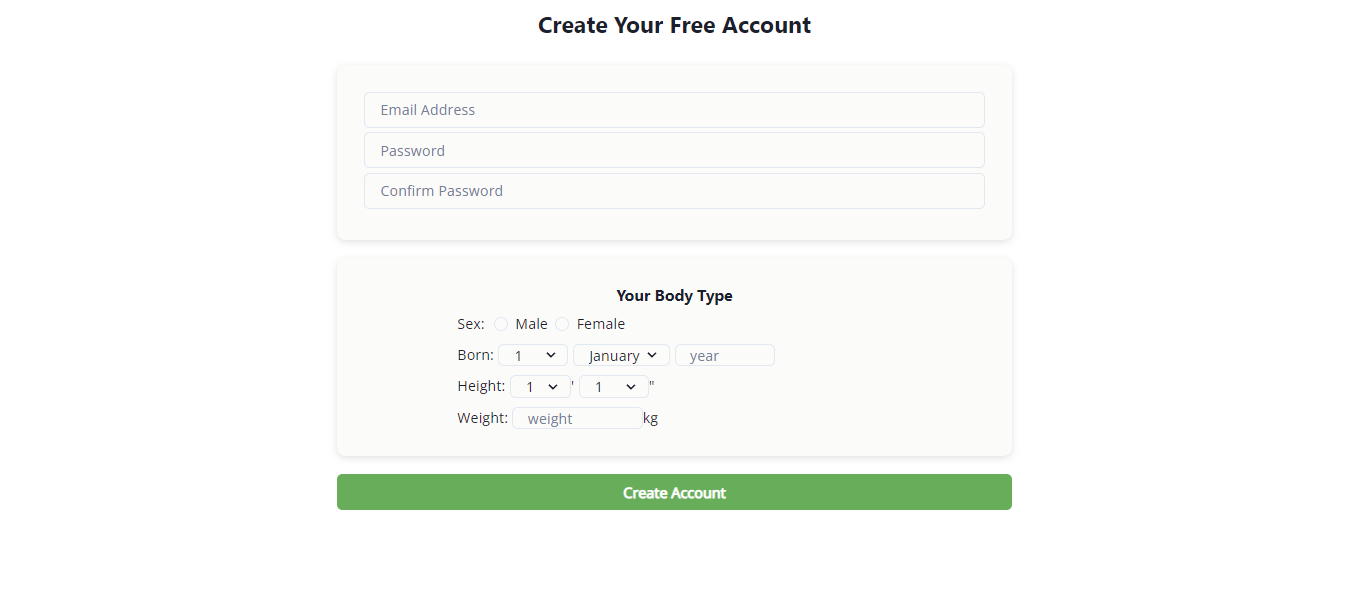 Create Your Free Account
Email Address
Password
Confirm Password
Your Body Type
Sex: Male Female
Born: 1 January year
Height: 1 ' 1 "
Weight: weight kg
Create Account